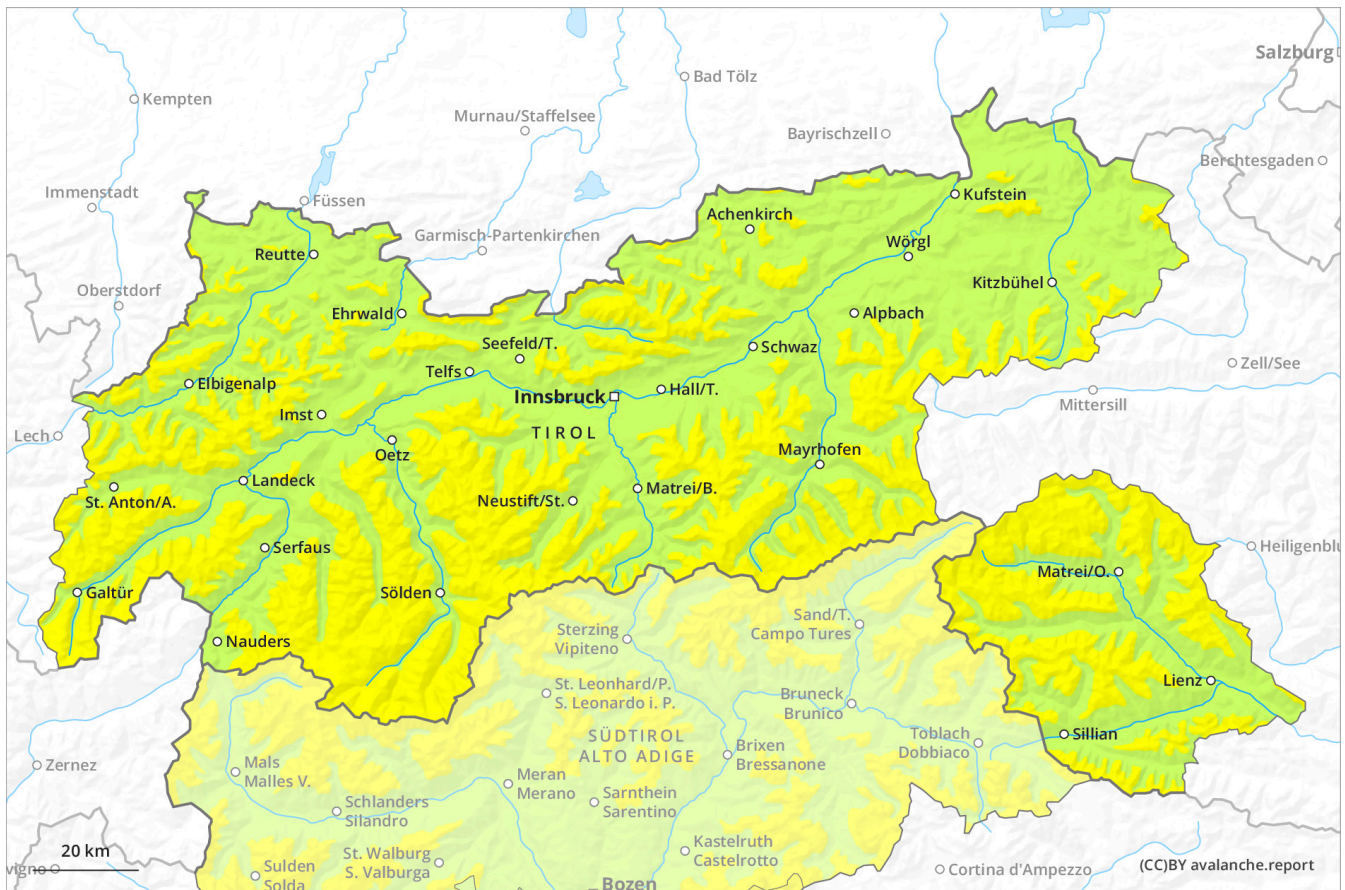 Salzburg
Bad Tölz
Kempten
Murnau/Staffelsee
Bayrischzell
Berchtesgaden
Immenstadt
Füssen
Kufstein
Achenkirch
Garmisch-Partenkirchen
Wörgl
Reutte
Kitzbühel
Oberstdorf
Ehrwald
Alpbach
Seefeld/T.
Schwaz
Zell/See
Telfs
Elbigenalp
Hall/T.
Innsbruck
Mittersill
Imst
Lech
TIROL
Oetz
Mayrhofen
Landeck
Matrei/B.
St. Anton/A.
Neustift/St.
Serfaus
Heiligenblu
Matrei/O.
Galtür
Sölden
Sand/T.
Campo Tures
Sterzing
Vipiteno
Nauders
Lienz
St. Leonhard/P.
S. Leonardo i. P.
Bruneck
Brunico
Sillian
SÜDTIROL
ALTO ADIGE
Toblach
Dobbiaco
Brixen
Bressanone
Zernez
Mals
Malles V.
Meran
Merano
Sarnthein
Sarentino
Schlanders
Silandro
Kastelruth
Castelrotto
20 km
St. Walburg
S. Valburga
vigno
Sulden
Solda
Cortina d'Ampezzo
(CC)BY avalanche.report
Bozen